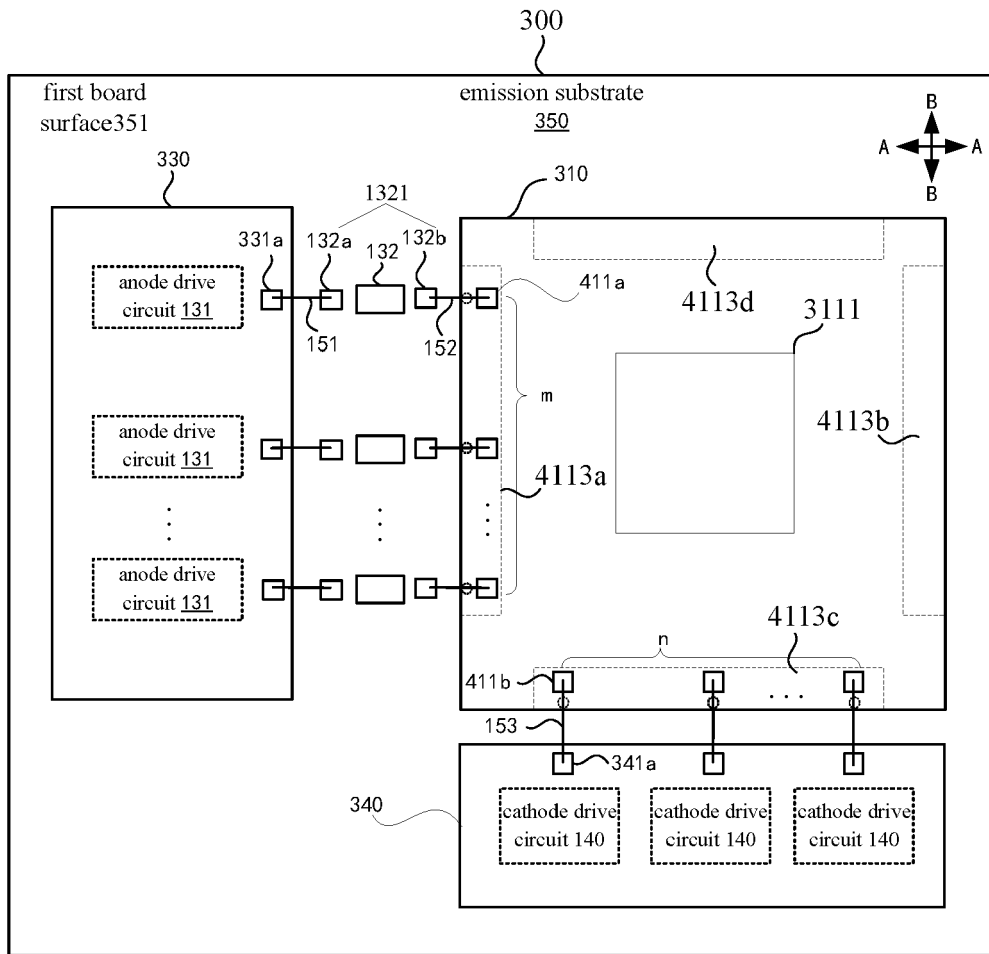 300
first board
surface351
emission substrate
350
B
A
A
B
330
1321
310
331a
132a
132
132b
411a
4113d
3111
anode drive
circuit 131
151
152
m
4113b
anode drive
circuit 131
4113a
anode drive
circuit 131
4113c
n
411b
153
341a
340
cathode drive
circuit 140
cathode drive
circuit 140
cathode drive
circuit 140